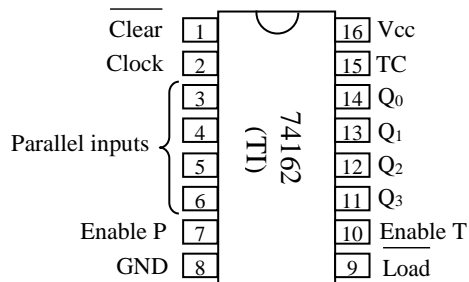 Clear 1 16 Vcc
Clock 2 15 TC
3 14 Q₀
4 13 Q₁
Parallel inputs
5 12 Q₂
6 11 Q₃
Enable P 7 10 Enable T
GND 8 9 Load
74162
(TI)